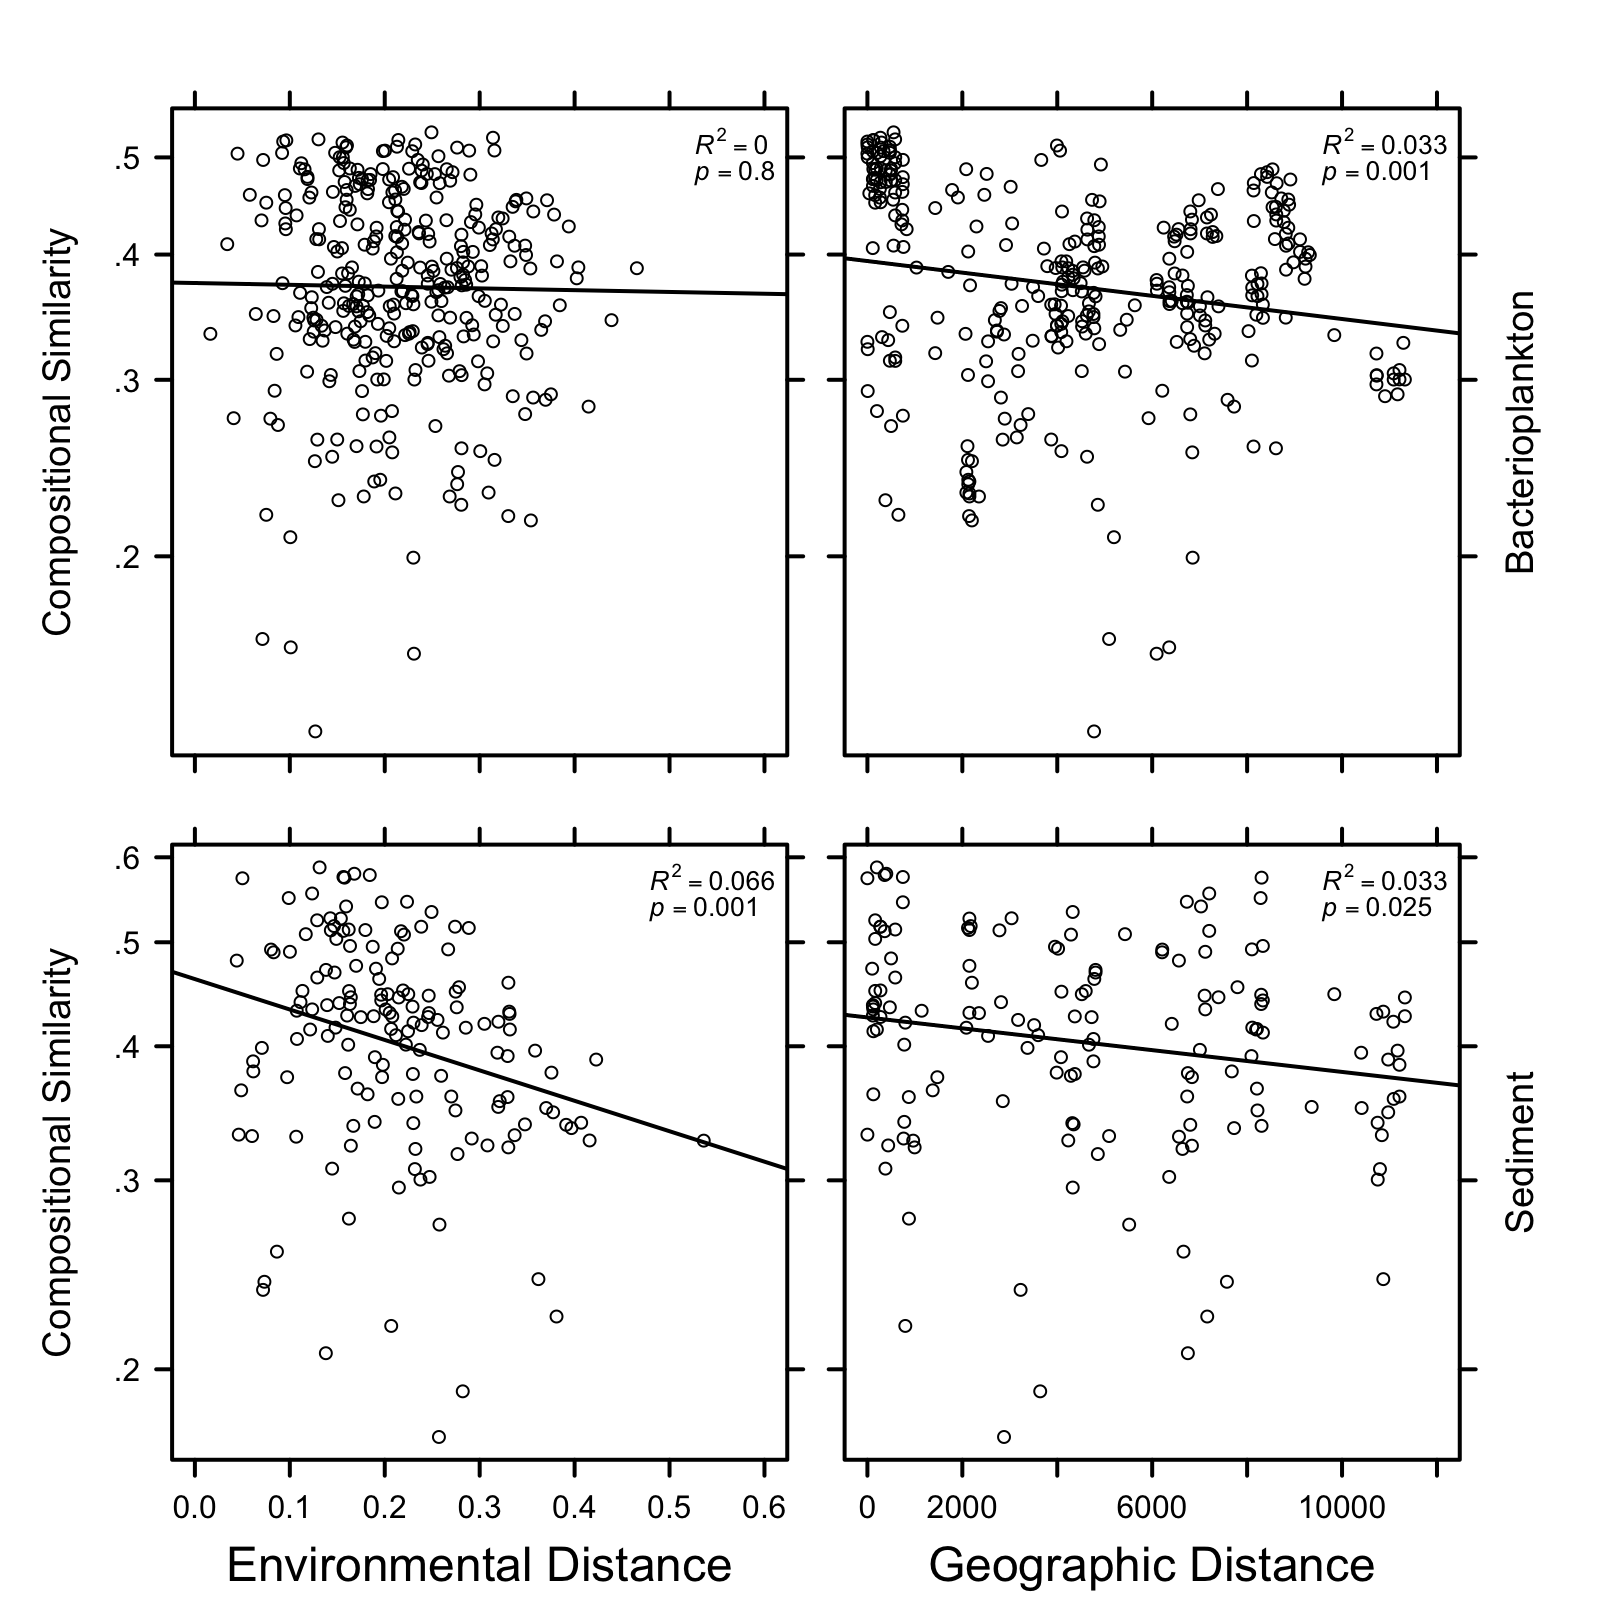 R² = 0
p = 0.8
R² = 0.033
p = 0.001
.5
.4
.3
.2
Compositional Similarity
Bacterioplankton
R² = 0.066
p = 0.001
R² = 0.033
p = 0.025
.6
.5
.4
.3
.2
Compositional Similarity
Sediment
0.0 0.1 0.2 0.3 0.4 0.5 0.6
0 2000 6000 10000
Environmental Distance
Geographic Distance